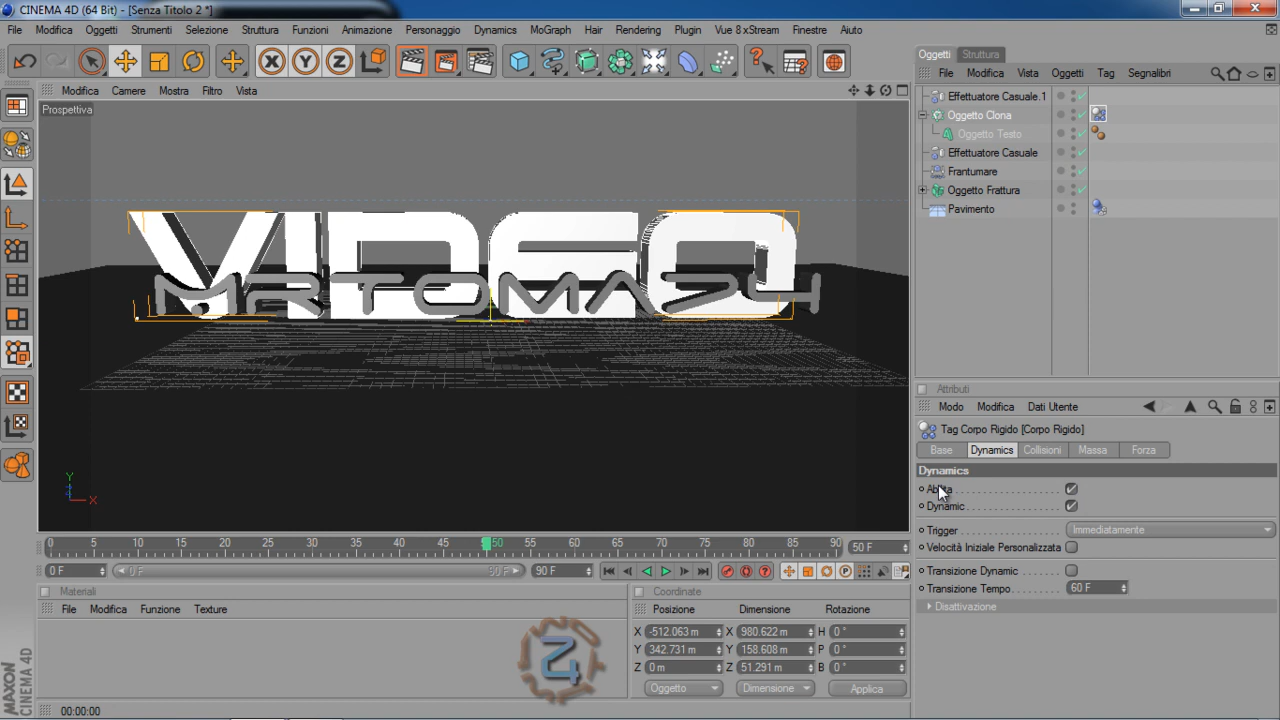 CINEMA 4D (64 Bit) - [Senza Titolo 2 *]
File Modifica Oggetti Strumenti Selezione Struttura Funzioni Animazione Personaggio Dynamics MoGraph Hair Rendering Plugin Vue 8 xStream Finestre Aiuto
X Y Z
Oggetti Struttura
File Modifica Vista Oggetti Tag Segnalibri
Modifica Camere Mostra Filtro Vista
Prospettiva
Effettuatore Casuale.1
Oggetto Clona
Oggetto Testo
Effettuatore Casuale
Frantumare
Oggetto Frattura
Pavimento
VIDEO
MRTOMA24
Y
Z
X
Attributi
Modo Modifica Dati Utente
Tag Corpo Rigido [Corpo Rigido]
Base Dynamics Collisioni Massa Forza
Dynamics
Abilita
Dynamic
Trigger Immediatamente
Velocità Iniziale Personalizzata
Transizione Dynamic
Transizione Tempo 60 F
Disattivazione
0 5 10 15 20 25 30 35 40 45 50 55 60 65 70 75 80 85 90 50 F
0 F 0 F 90 F 90 F
Materiali
File Modifica Funzione Texture
Coordinate
Posizione Dimensione Rotazione
X -512.063 m X 980.622 m H 0 °
Y 342.731 m Y 158.608 m P 0 °
Z 0 m Z 51.291 m B 0 °
Oggetto Dimensione Applica
Z4
MAXON
CINEMA 4D
00:00:00